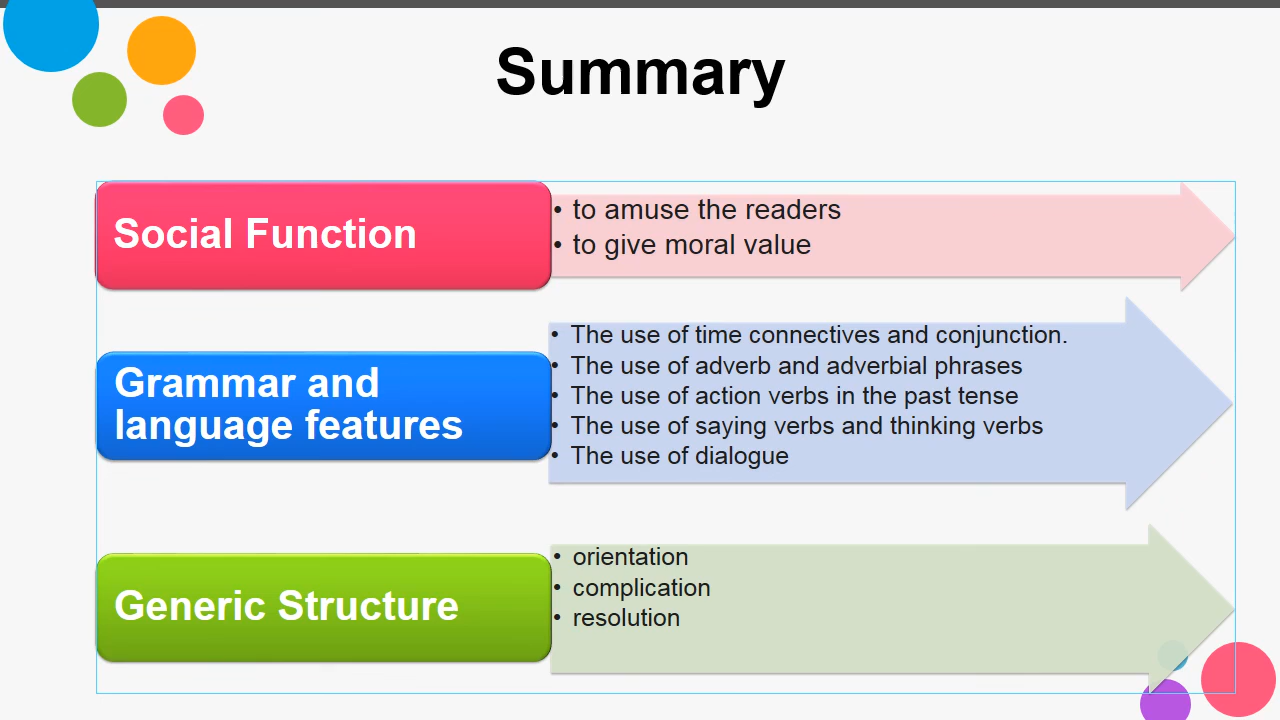 Summary
Social Function
• to amuse the readers
• to give moral value
Grammar and
language features
• The use of time connectives and conjunction.
• The use of adverb and adverbial phrases
• The use of action verbs in the past tense
• The use of saying verbs and thinking verbs
• The use of dialogue
Generic Structure
• orientation
• complication
• resolution